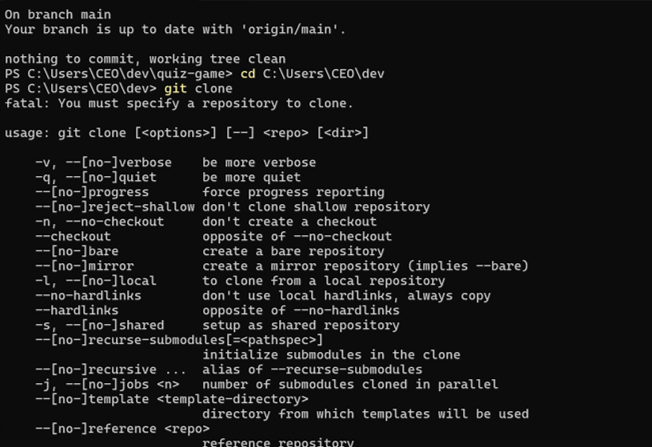 On branch main
Your branch is up to date with 'origin/main'.
nothing to commit, working tree clean
PS C:\Users\CEO\dev\quiz-game> cd C:\Users\CEO\dev
PS C:\Users\CEO\dev> git clone
fatal: You must specify a repository to clone.
usage: git clone [<options>] [--] <repo> [<dir>]
-v, --[no-]verbose    be more verbose
-q, --[no-]quiet      be more quiet
--[no-]progress       force progress reporting
--[no-]reject-shallow don't clone shallow repository
-n, --no-checkout     don't create a checkout
--checkout            opposite of --no-checkout
--[no-]bare           create a bare repository
--[no-]mirror         create a mirror repository (implies --bare)
-l, --[no-]local      to clone from a local repository
--no-hardlinks        don't use local hardlinks, always copy
--hardlinks           opposite of --no-hardlinks
-s, --[no-]shared     setup as shared repository
--[no-]recurse-submodules[=<pathspec>]
initialize submodules in the clone
--[no-]recursive ...  alias of --recurse-submodules
-j, --[no-]jobs <n>   number of submodules cloned in parallel
--[no-]template <template-directory>
directory from which templates will be used
--[no-]reference <repo>
reference repository